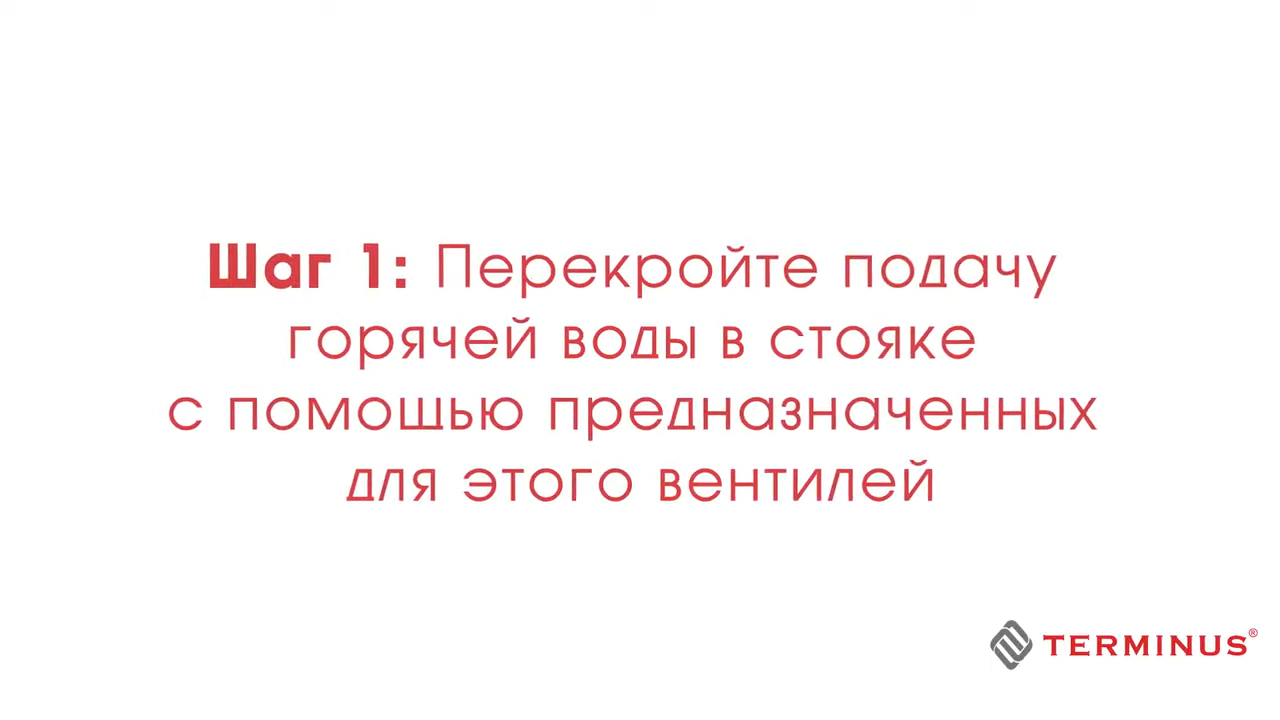 Шаг 1: Перекройте подачу
горячей воды в стояке
с помощью предназначенных
для этого вентилей
TERMINUS®